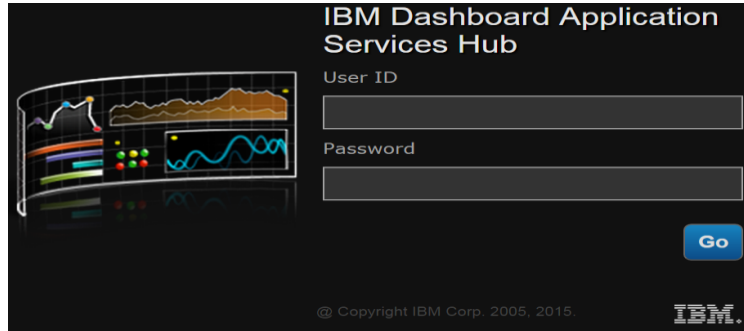 IBM Dashboard Application
Services Hub
User ID
Password
Go
@ Copyright IBM Corp. 2005, 2015.
IBM.